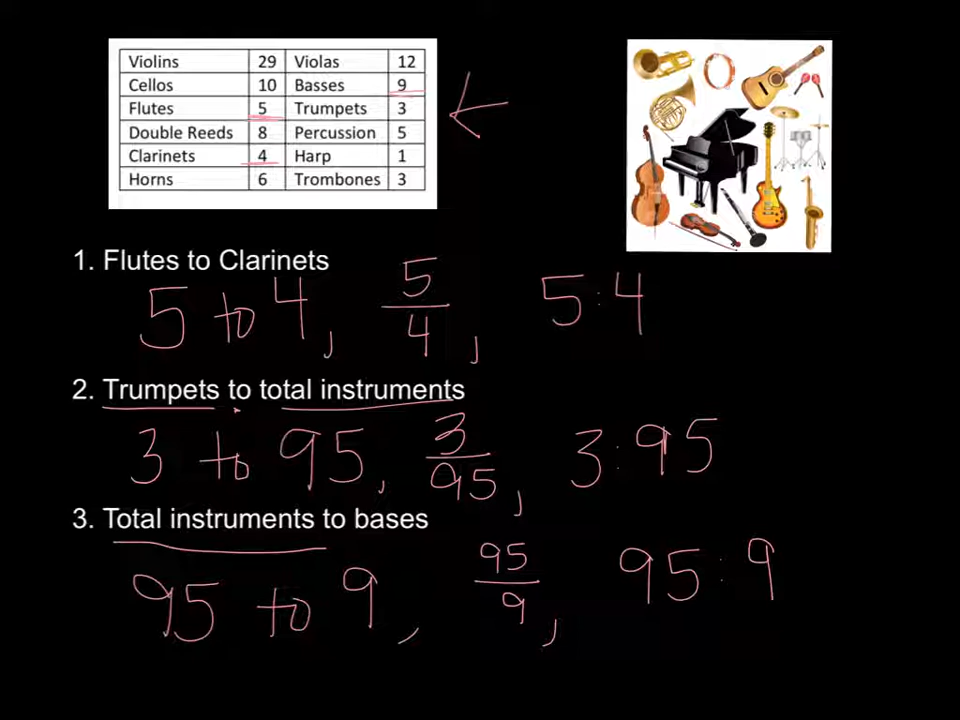 Violins 29 Violas 12
Cellos 10 Basses 9
Flutes 5 Trumpets 3
Double Reeds 8 Percussion 5
Clarinets 4 Harp 1
Horns 6 Trombones 3
1. Flutes to Clarinets
5 to 4, 5/4, 5:4
2. Trumpets to total instruments
3 to 95, 3/95, 3:95
3. Total instruments to bases
95 to 9, 95/9, 95:9